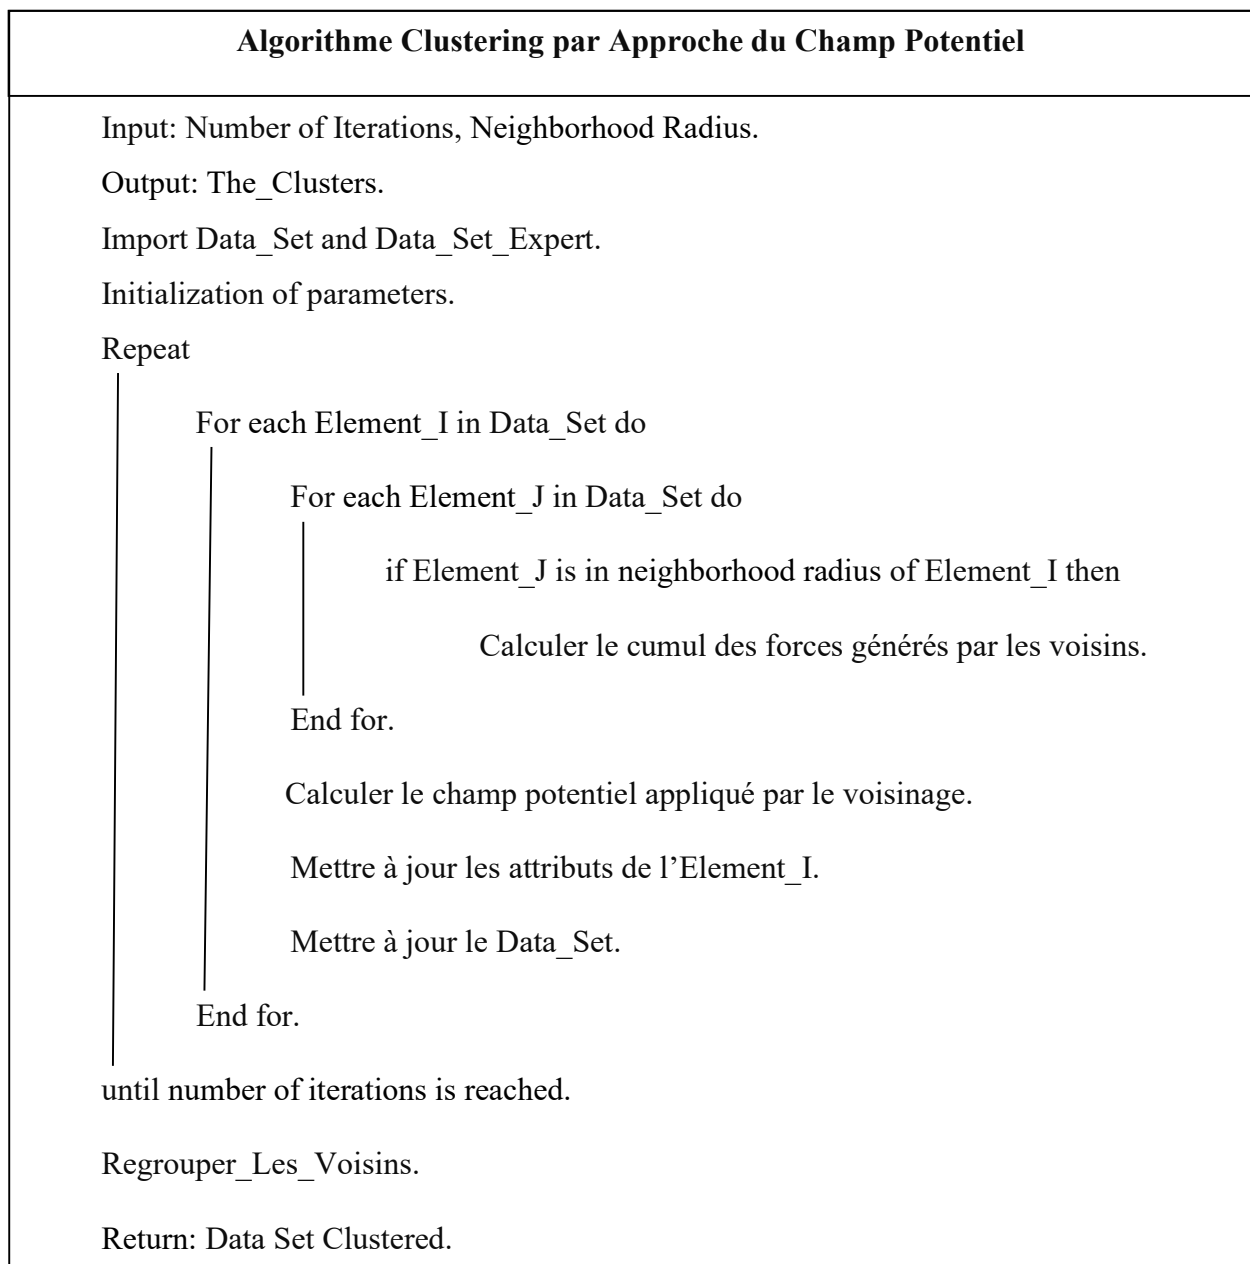 Algorithme Clustering par Approche du Champ Potentiel
Input: Number of Iterations, Neighborhood Radius.
Output: The_Clusters.
Import Data_Set and Data_Set_Expert.
Initialization of parameters.
Repeat
For each Element_I in Data_Set do
For each Element_J in Data_Set do
if Element_J is in neighborhood radius of Element_I then
Calculer le cumul des forces générés par les voisins.
End for.
Calculer le champ potentiel appliqué par le voisinage.
Mettre à jour les attributs de l’Element_I.
Mettre à jour le Data_Set.
End for.
until number of iterations is reached.
Regrouper_Les_Voisins.
Return: Data Set Clustered.